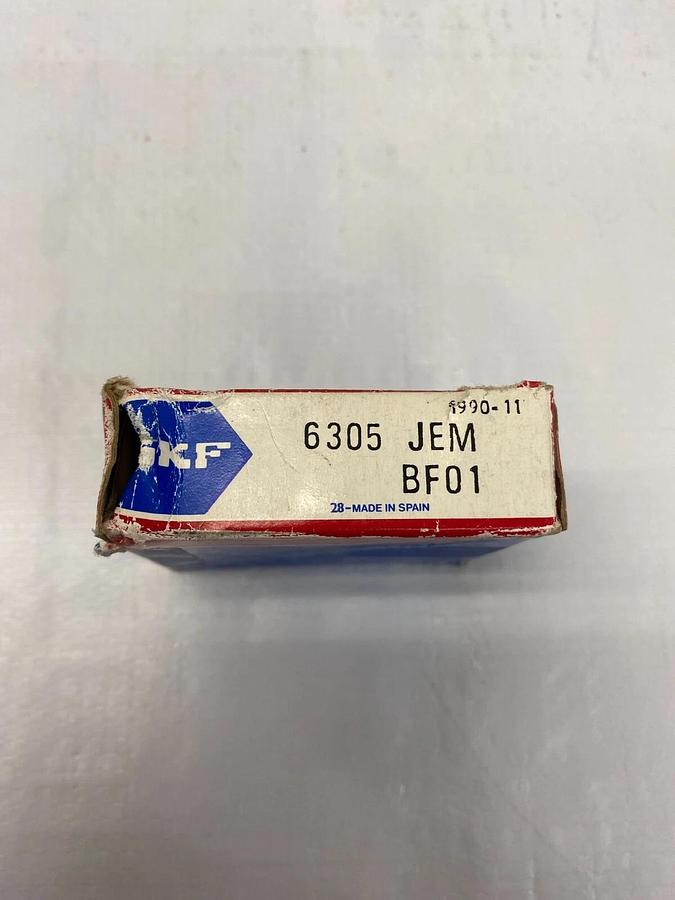 SKF
1990-11
6305 JEM
BF01
28-MADE IN SPAIN